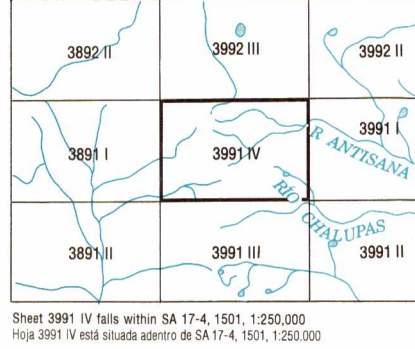 3892 II
3992 III
3992 II
3891 I
3991 IV
3991 I
R ANTISANA
RÍO CHALUPAS
3891 II
3991 III
3991 II
Sheet 3991 IV falls within SA 17-4, 1501, 1:250,000
Hoja 3991 IV está situada adentro de SA 17-4, 1501, 1:250.000